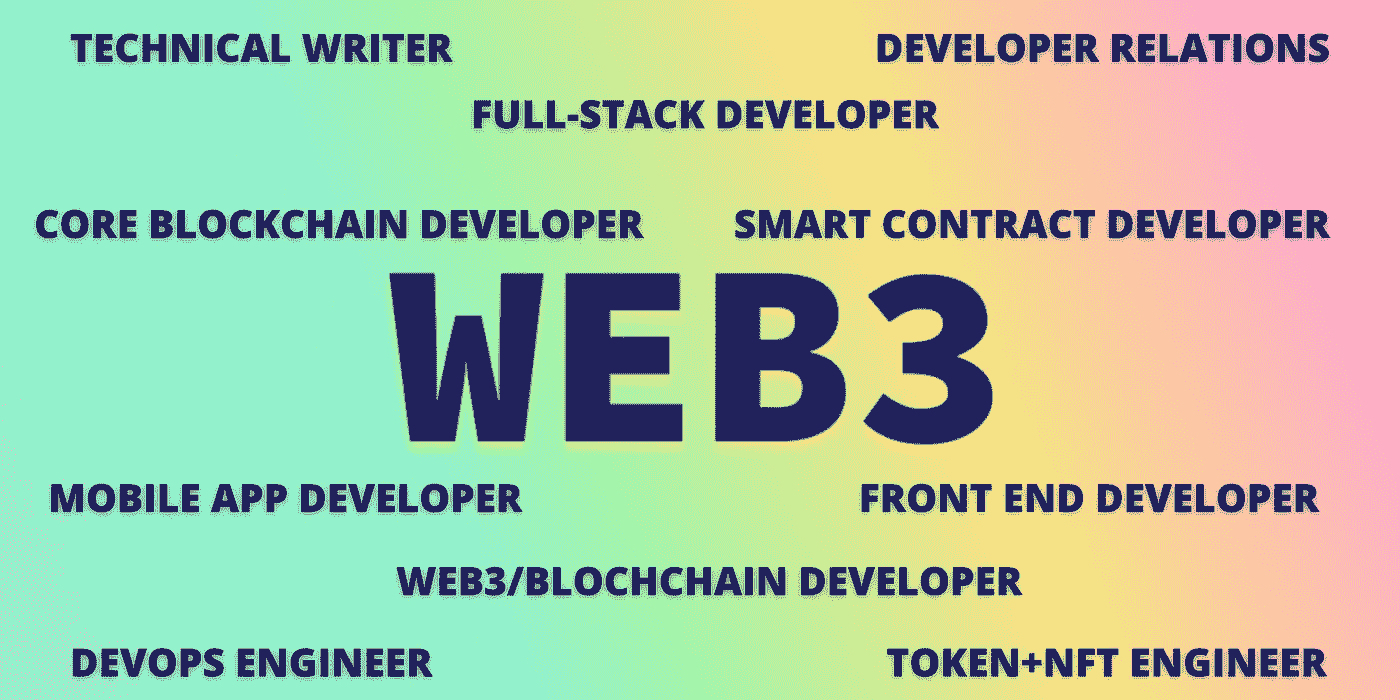 TECHNICAL WRITER
DEVELOPER RELATIONS
FULL-STACK DEVELOPER
CORE BLOCKCHAIN DEVELOPER
SMART CONTRACT DEVELOPER
WEB3
MOBILE APP DEVELOPER
FRONT END DEVELOPER
WEB3/BLOCHCHAIN DEVELOPER
DEVOPS ENGINEER
TOKEN+NFT ENGINEER